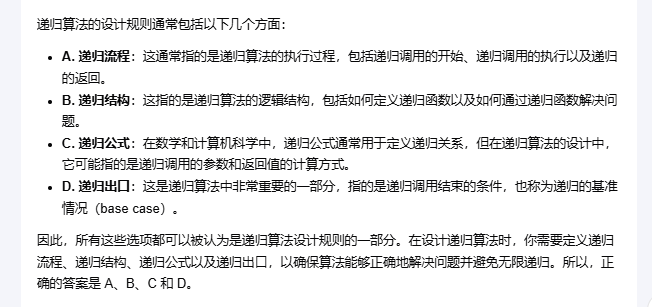 递归算法的设计规则通常包括以下几个方面：
• A. 递归流程：这通常指的是递归算法的执行过程，包括递归调用的开始、递归调用的执行以及递归
的返回。
• B. 递归结构：这指的是递归算法的逻辑结构，包括如何定义递归函数以及如何通过递归函数解决问
题。
• C. 递归公式：在数学和计算机科学中，递归公式通常用于定义递归关系，但在递归算法的设计中，
它可能指的是递归调用的参数和返回值的计算方式。
• D. 递归出口：这是递归算法中非常重要的一部分，指的是递归调用结束的条件，也称为递归的基准
情况（base case）。
因此，所有这些选项都可以被认为是递归算法设计规则的一部分。在设计递归算法时，你需要定义递归
流程、递归结构、递归公式以及递归出口，以确保算法能够正确地解决问题并避免无限递归。所以，正
确的答案是 A、B、C 和 D。